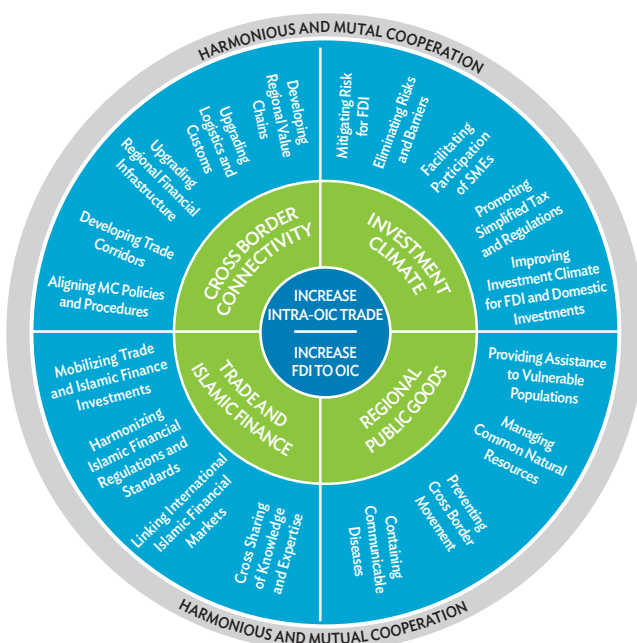 HARMONIOUS AND MUTAL COOPERATION
Developing
Regional Value
Chains
Upgrading
Logistics and
Customs
Upgrading
Regional Financial
Infrastructure
Developing Trade
Corridors
Aligning MC Policies
and Procedures
Mitigating Risk
for FDI
Eliminating Risks
and Barriers
Facilitating
Participation
of SMEs
Promoting
Simplified Tax
and Regulations
Improving
Investment Climate
for FDI and Domestic
Investments
CROSS BORDER
CONNECTIVITY
INVESTMENT
CLIMATE
INCREASE
INTRA-OIC TRADE
INCREASE
FDI TO OIC
TRADE AND
ISLAMIC FINANCE
REGIONAL
PUBLIC GOODS
Mobilizing Trade
and Islamic Finance
Investments
Harmonizing
Islamic Financial
Regulations and
Standards
Linking International
Islamic Financial
Markets
Cross Sharing
of Knowledge
and Expertise
Providing Assistance
to Vulnerable
Populations
Managing
Common Natural
Resources
Preventing
Cross Border
Movement
Containing
Communicable
Diseases
HARMONIOUS AND MUTUAL COOPERATION